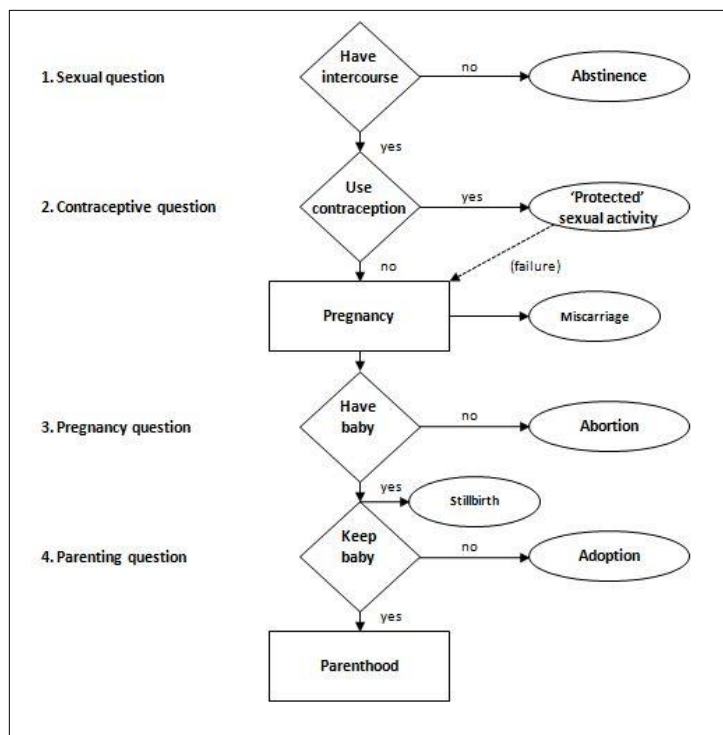 1. Sexual question
Have
intercourse
no
Abstinence
yes
2. Contraceptive question
Use
contraception
yes
'Protected'
sexual activity
no
(failure)
Pregnancy
Miscarriage
3. Pregnancy question
Have
baby
no
Abortion
yes
Stillbirth
4. Parenting question
Keep
baby
no
Adoption
yes
Parenthood